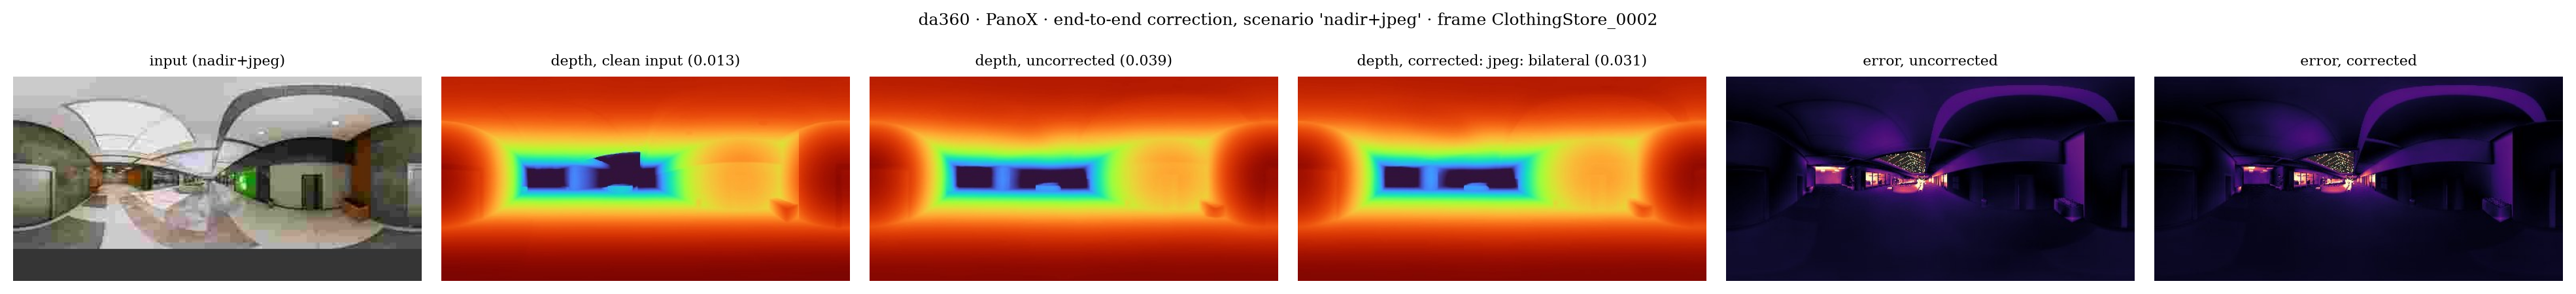 da360 · PanoX · end-to-end correction, scenario 'nadir+jpeg' · frame ClothingStore_0002
input (nadir+jpeg)
depth, clean input (0.013)
depth, uncorrected (0.039)
depth, corrected: jpeg: bilateral (0.031)
error, uncorrected
error, corrected